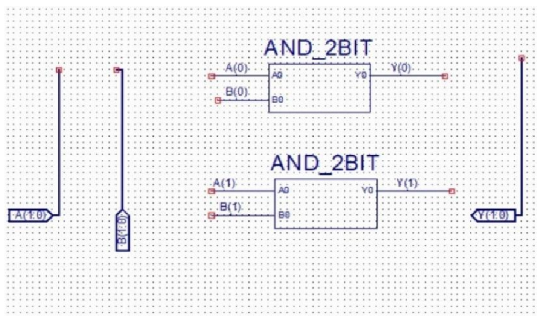 AND_2BIT
A(0)
A0
Y0
Y(0)
B(0)
B0
AND_2BIT
A(1)
A0
Y0
Y(1)
B(1)
B0
A(1:0)
B(1:0)
Y(1:0)